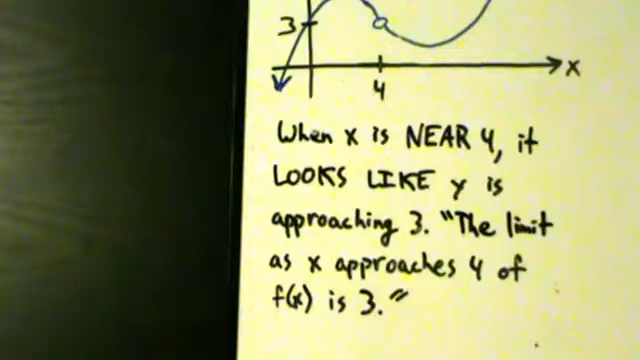 3
x
4
When x is NEAR 4, it
LOOKS LIKE y is
approaching 3. "The limit
as x approaches 4 of
f(x) is 3."